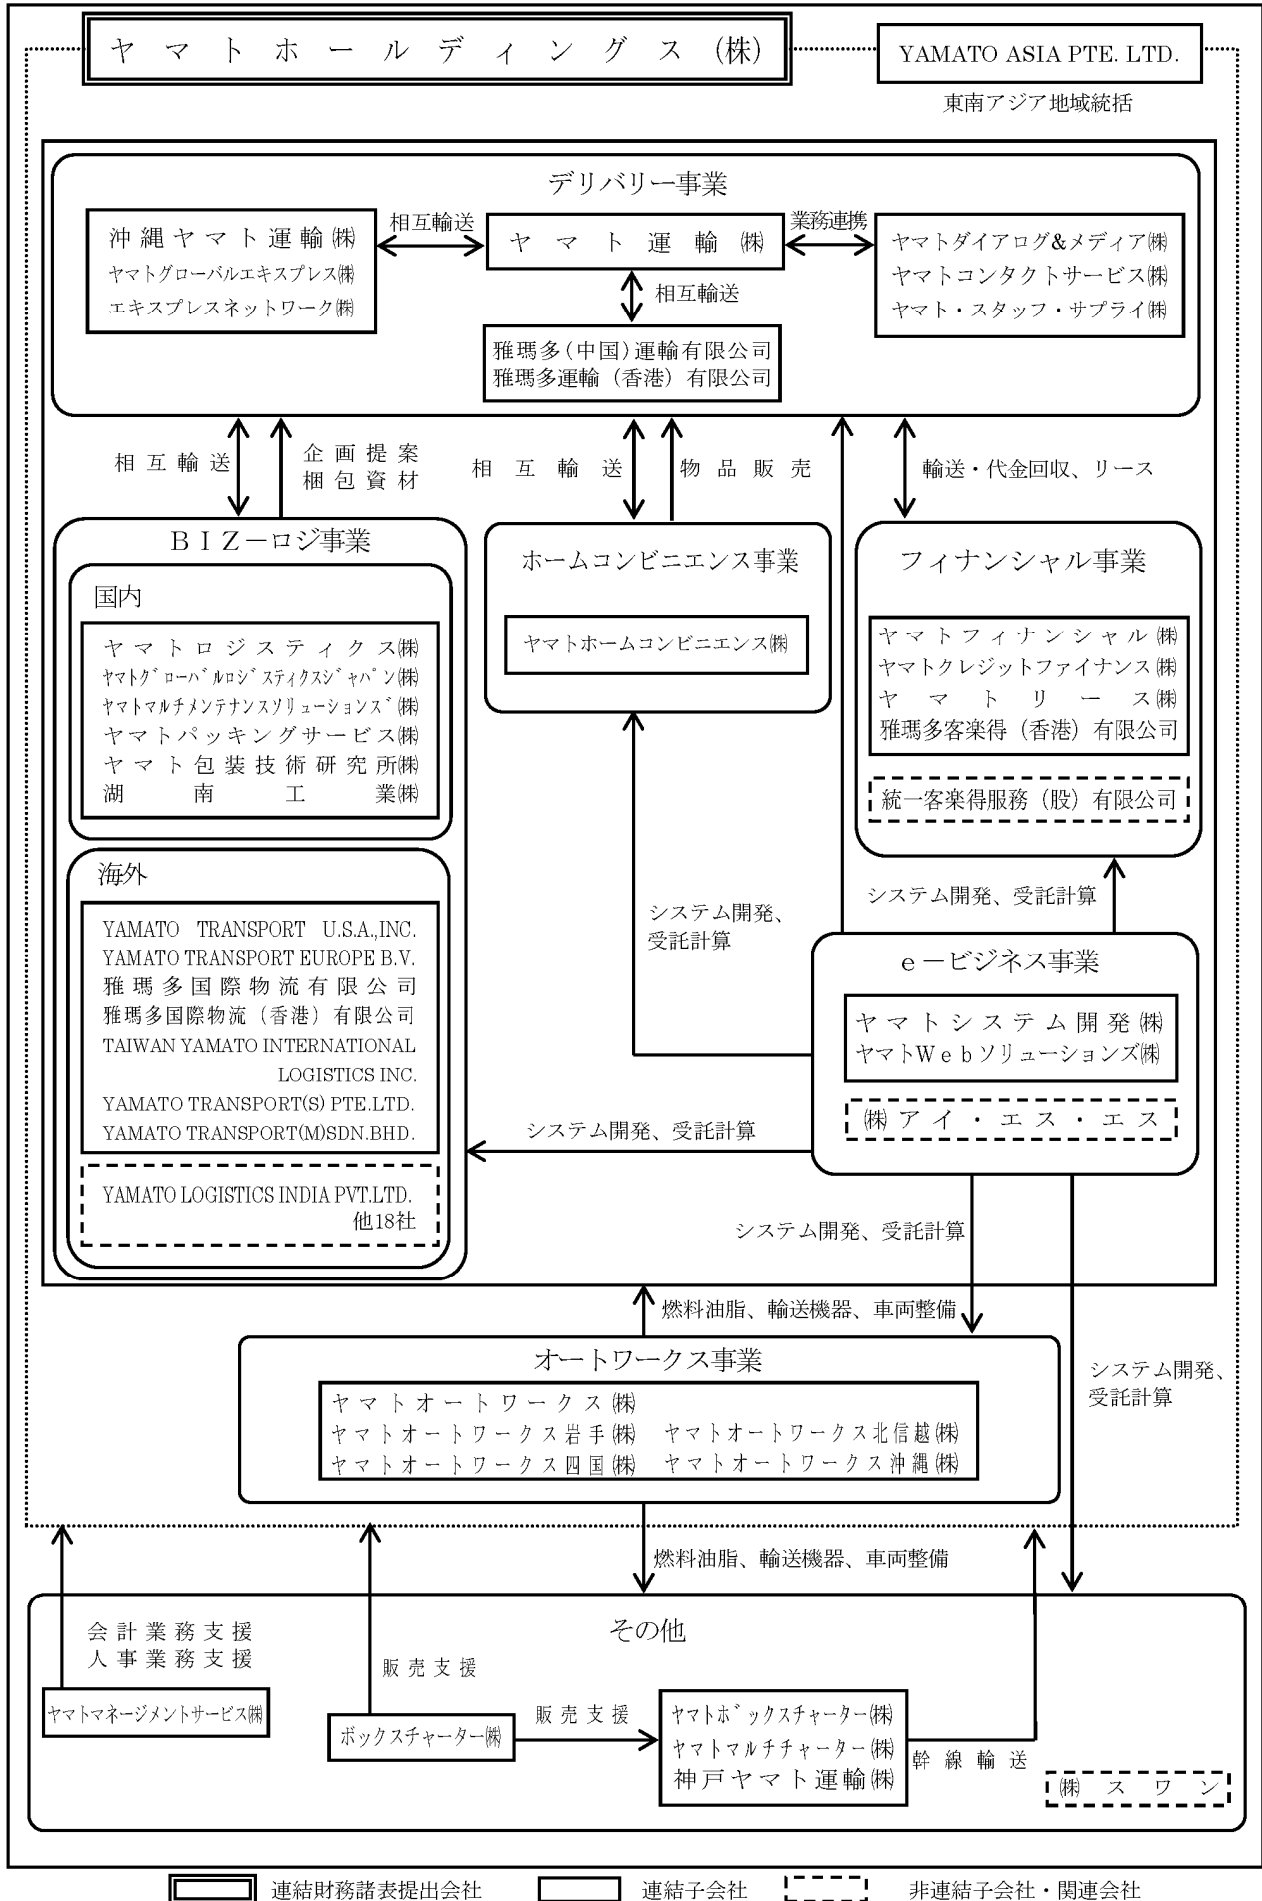 ヤマトホールディングス(株)
YAMATO ASIA PTE. LTD.
東南アジア地域統括
デリバリー事業
沖縄ヤマト運輸㈱
ヤマトグローバルエキスプレス㈱
エキスプレスネットワーク㈱
相互輸送
ヤマト運輸㈱
業務連携
ヤマトダイアログ&メディア㈱
ヤマトコンタクトサービス㈱
ヤマト・スタッフ・サプライ㈱
相互輸送
雅瑪多(中国)運輸有限公司
雅瑪多運輸(香港)有限公司
相互輸送
企画提案
梱包資材
相互輸送
物品販売
輸送・代金回収、リース
BIZ-ロジ事業
国内
ヤマトロジスティクス㈱
ヤマトグローバルロジスティクスジャパン㈱
ヤマトマルチメンテナンスソリューションズ㈱
ヤマトパッキングサービス㈱
ヤマト包装技術研究所㈱
湖南工業㈱
海外
YAMATO TRANSPORT U.S.A.,INC.
YAMATO TRANSPORT EUROPE B.V.
雅瑪多国際物流有限公司
雅瑪多国際物流(香港)有限公司
TAIWAN YAMATO INTERNATIONAL
LOGISTICS INC.
YAMATO TRANSPORT(S) PTE.LTD.
YAMATO TRANSPORT(M)SDN.BHD.
YAMATO LOGISTICS INDIA PVT.LTD.
他18社
ホームコンビニエンス事業
ヤマトホームコンビニエンス㈱
フィナンシャル事業
ヤマトフィナンシャル㈱
ヤマトクレジットファイナンス㈱
ヤマトリース㈱
雅瑪多客楽得(香港)有限公司
統一客楽得服務(股)有限公司
システム開発、受託計算
システム開発、
受託計算
e-ビジネス事業
ヤマトシステム開発㈱
ヤマトWebソリューションズ㈱
㈱アイ・エス・エス
システム開発、受託計算
システム開発、受託計算
燃料油脂、輸送機器、車両整備
オートワークス事業
ヤマトオートワークス㈱
ヤマトオートワークス岩手㈱ ヤマトオートワークス北信越㈱
ヤマトオートワークス四国㈱ ヤマトオートワークス沖縄㈱
システム開発、
受託計算
燃料油脂、輸送機器、車両整備
その他
会計業務支援
人事業務支援
ヤマトマネージメントサービス㈱
販売支援
ボックスチャーター㈱
販売支援
ヤマトボックスチャーター㈱
ヤマトマルチチャーター㈱
神戸ヤマト運輸㈱
幹線輸送
㈱スワン
連結財務諸表提出会社 連結子会社 非連結子会社・関連会社